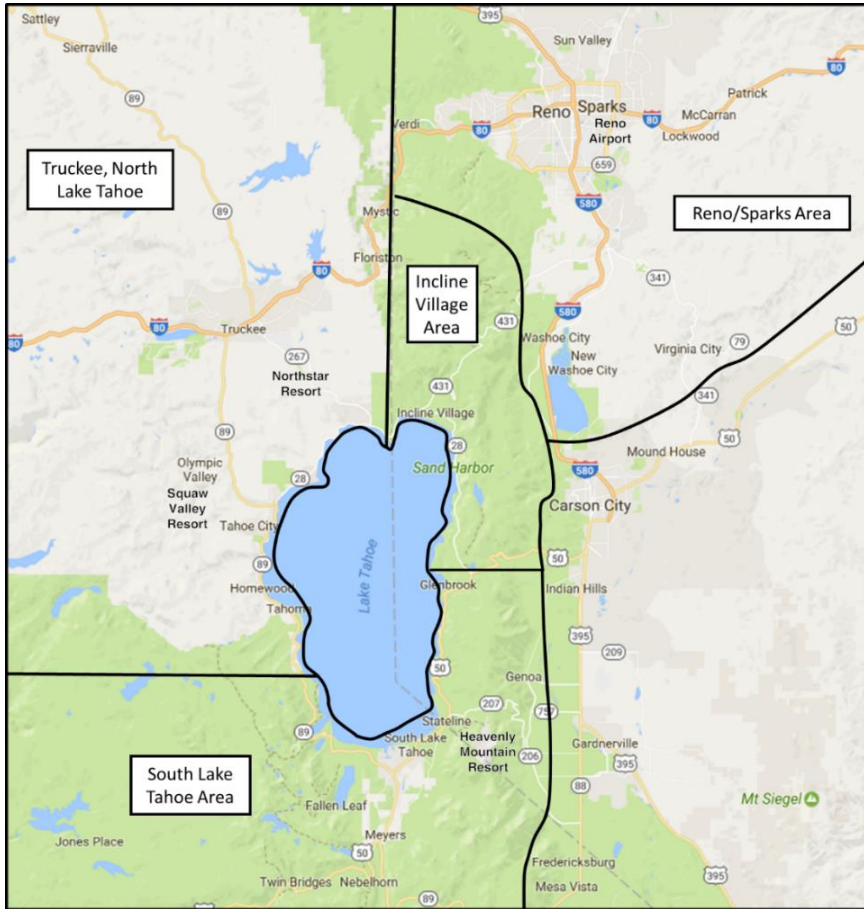 Sattley
395
Sierraville
Sun Valley
80
80
89
Patrick
Reno
Sparks
McCarran
Verdi
80
Reno
Airport
80
Lockwood
Truckee, North
Lake Tahoe
659
89
Mystic
580
Reno/Sparks Area
Floriston
80
Incline
Village
Area
341
80
580
80
Truckee
431
Washoe City
50
267
New
Washoe City
Virginia City
79
Northstar
Resort
431
341
Incline Village
89
28
50
Mound House
Olympic
Valley
Sand Harbor
580
28
Squaw
Valley
Resort
Carson City
Tahoe City
Lake Tahoe
50
89
Homewood
Glenbrook
Indian Hills
Tahoma
395
209
50
Genoa
207
757
Stateline
89
South Lake
Tahoe
Heavenly
Mountain
Resort
206
Gardnerville
395
South Lake
Tahoe Area
88
Fallen Leaf
Mt Siegel
Meyers
Jones Place
50
Fredericksburg
Twin Bridges
Nebelhorn
89
Mesa Vista
395